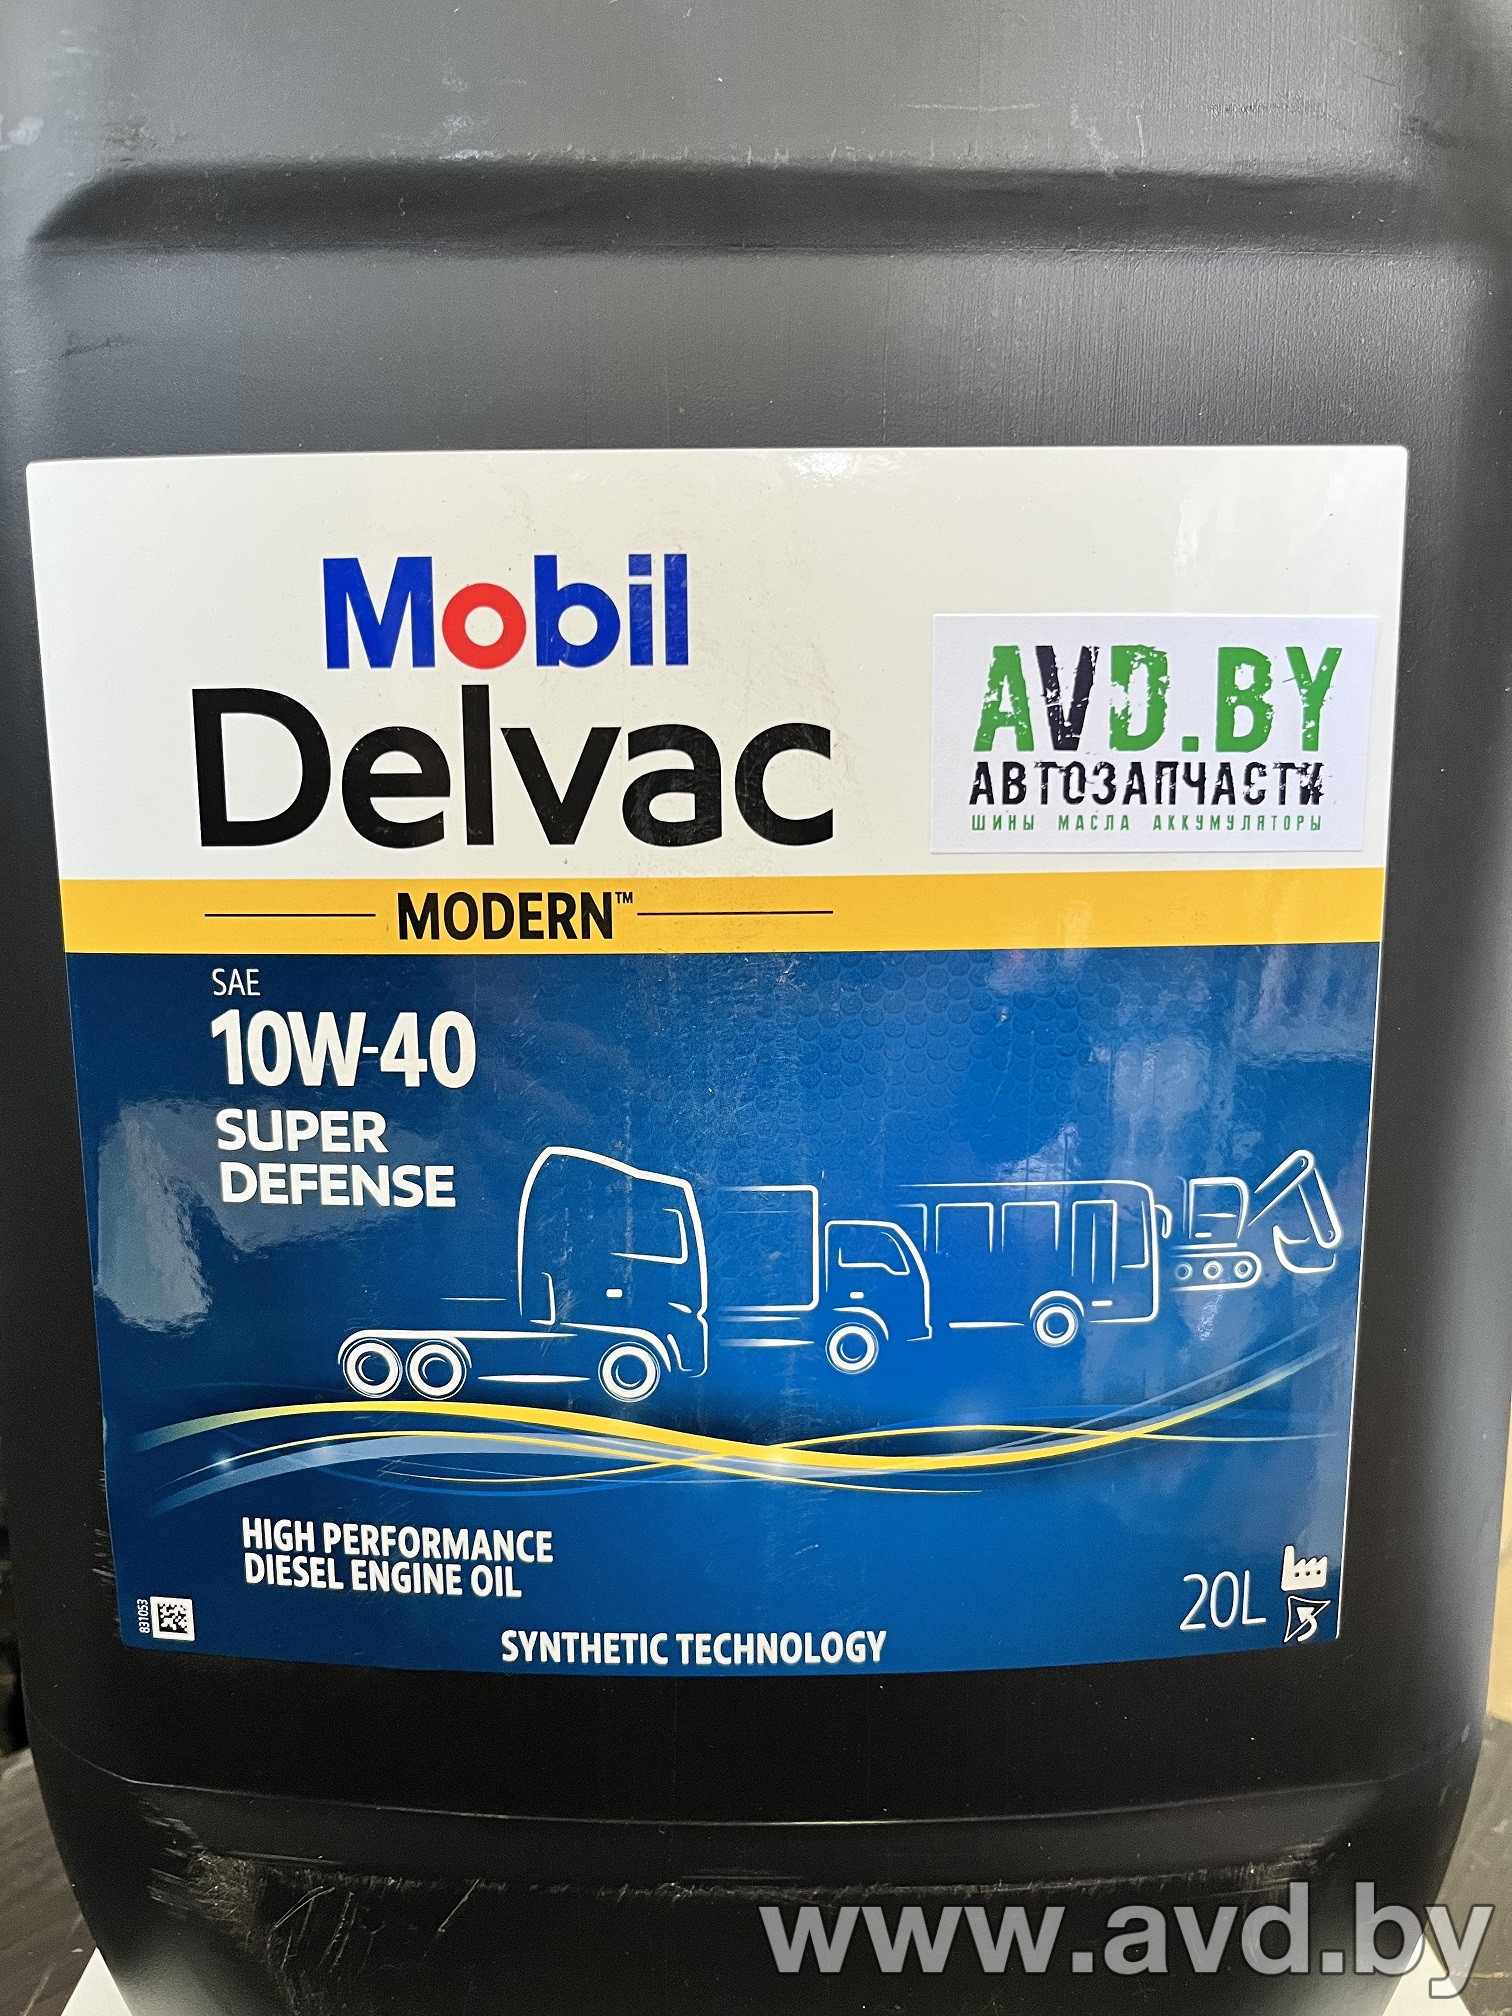 Mobil
Delvac
AVD.BY
АВТОЗАПЧАСТИ
ШИНЫ МАСЛА АККУМУЛЯТОРЫ
MODERN™
SAE
10W-40
SUPER
DEFENSE
HIGH PERFORMANCE
DIESEL ENGINE OIL
831053
20L
SYNTHETIC TECHNOLOGY
www.avd.by